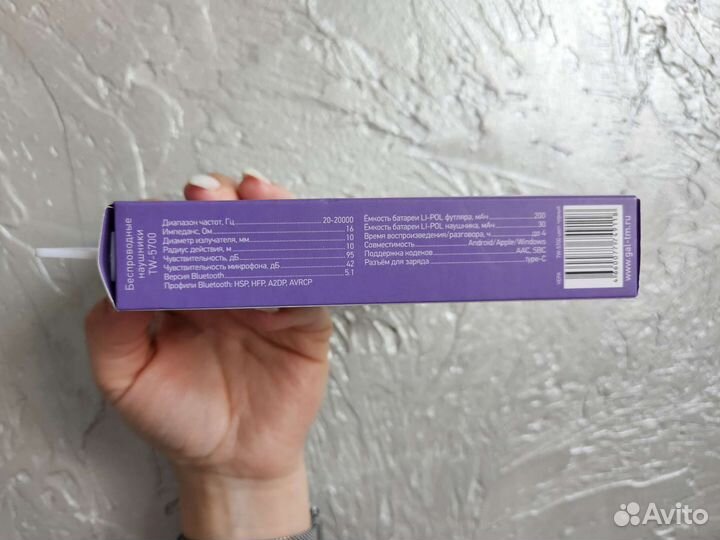 Беспроводные
наушники
TW-5700
Диапазон частот, Гц 20-20000
Импеданс, Ом 16
Диаметр излучателя, мм 10
Радиус действия, м 10
Чувствительность, дБ 95
Чувствительность микрофона, дБ 42
Версия Bluetooth 5.1
Профили Bluetooth: HSP, HFP, A2DP, AVRCP
Ёмкость батареи LI-POL футляра, мАч 200
Ёмкость батареи LI-POL наушника, мАч 30
Время воспроизведения/разговора, ч до 4
Совместимость Android/Apple/Windows
Поддержка кодеков AAC, SBC
Разъём для заряда type-C
www.gal-tm.ru
Avito